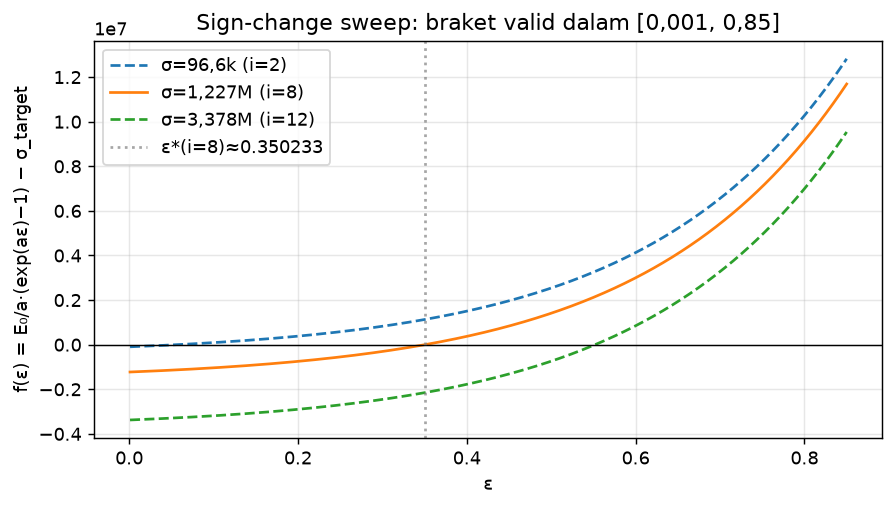 Sign-change sweep: braket valid dalam [0,001, 0,85]
1e7
σ=96,6k (i=2)
σ=1,227M (i=8)
σ=3,378M (i=12)
ε*(i=8)≈0.350233
f(ε) = E₀/a·(exp(aε)−1) − σ_target
1.2
1.0
0.8
0.6
0.4
0.2
0.0
−0.2
−0.4
0.0 0.2 0.4 0.6 0.8
ε